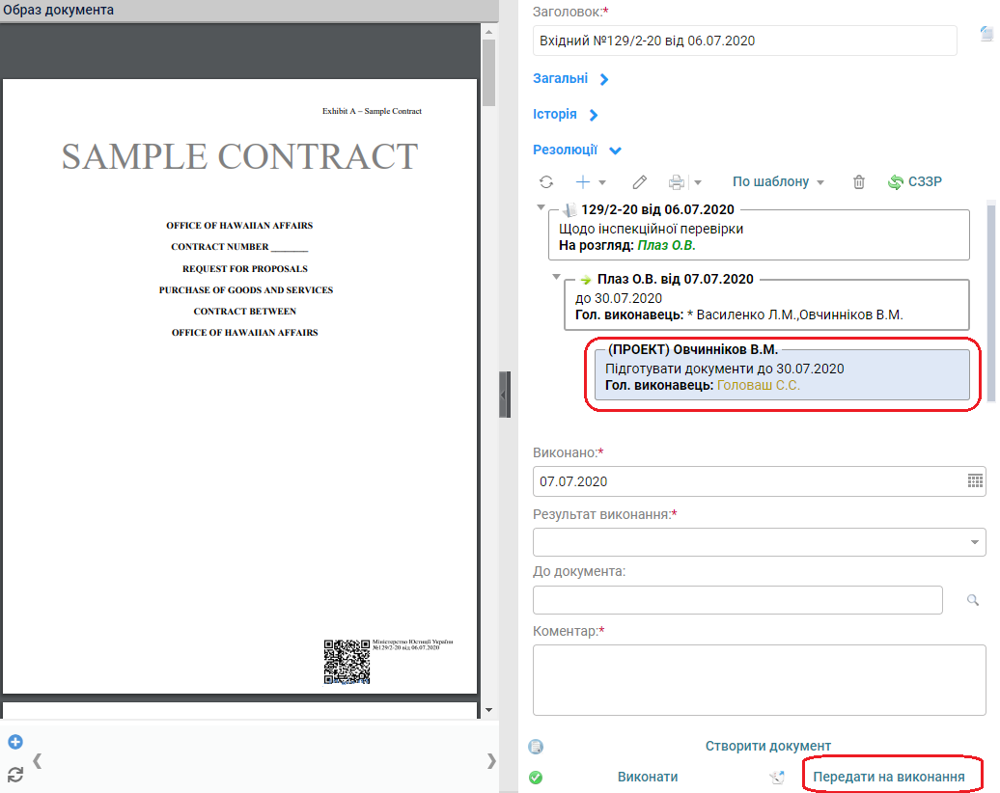 Образ документа
Exhibit A – Sample Contract
SAMPLE CONTRACT
OFFICE OF HAWAIIAN AFFAIRS
CONTRACT NUMBER ________
REQUEST FOR PROPOSALS
PURCHASE OF GOODS AND SERVICES
CONTRACT BETWEEN
OFFICE OF HAWAIIAN AFFAIRS
Міністерство Юстиції України
№129/2-20 від 06.07.2020
Заголовок:*
Вхідний №129/2-20 від 06.07.2020
Загальні
Історія
Резолюції
По шаблону
СЗЗР
129/2-20 від 06.07.2020
Щодо інспекційної перевірки
На розгляд: Плаз О.В.
Плаз О.В. від 07.07.2020
до 30.07.2020
Гол. виконавець: * Василенко Л.М.,Овчинніков В.М.
(ПРОЕКТ) Овчинніков В.М.
Підготувати документи до 30.07.2020
Гол. виконавець: Головаш С.С.
Виконано:*
07.07.2020
Результат виконання:*
До документа:
Коментар:*
Створити документ
Виконати
Передати на виконання